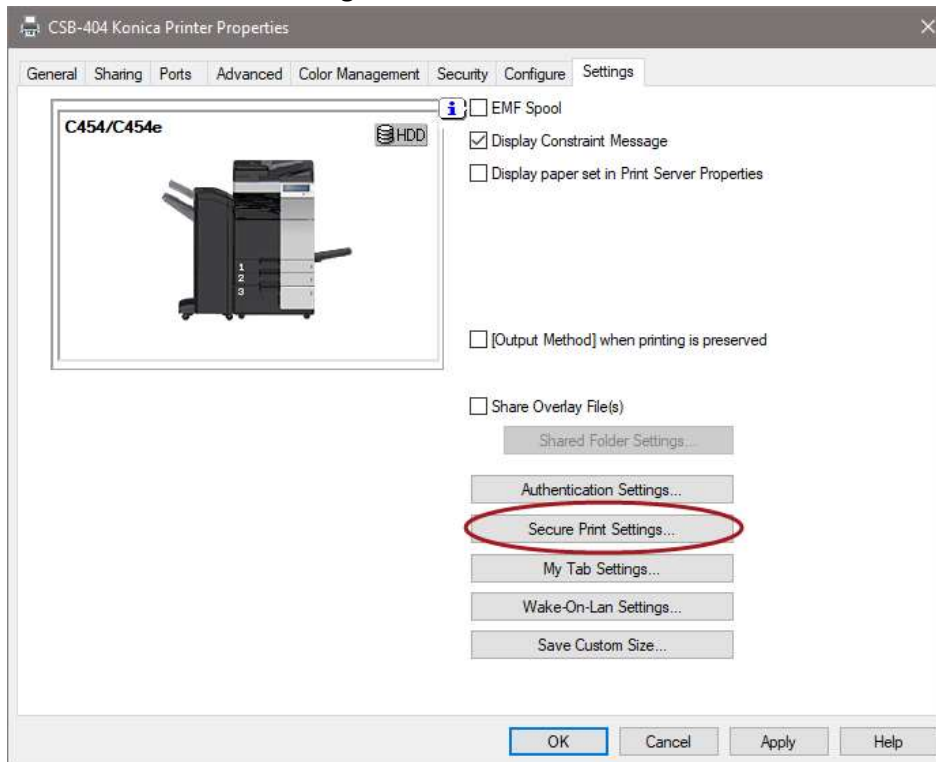 CSB-404 Konica Printer Properties
General Sharing Ports Advanced Color Management Security Configure Settings
C454/C454e
HDD
1
2
3
i
EMF Spool
Display Constraint Message
Display paper set in Print Server Properties
[Output Method] when printing is preserved
Share Overlay File(s)
Shared Folder Settings...
Authentication Settings...
Secure Print Settings...
My Tab Settings...
Wake-On-Lan Settings...
Save Custom Size...
OK Cancel Apply Help